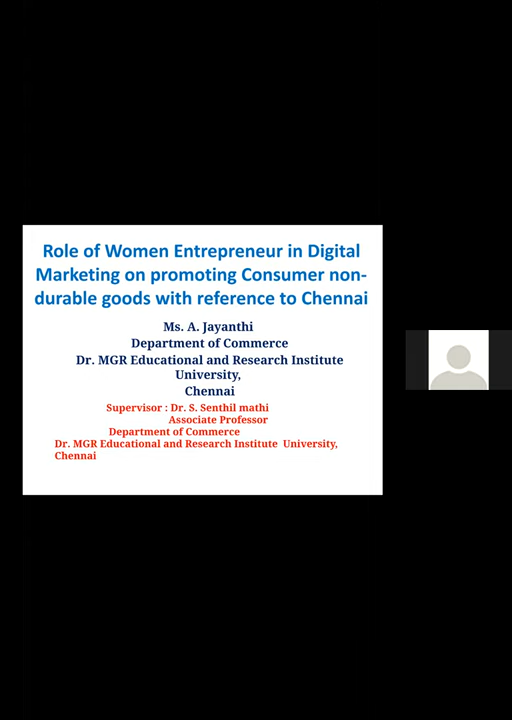 Role of Women Entrepreneur in Digital
Marketing on promoting Consumer non-
durable goods with reference to Chennai
Ms. A. Jayanthi
Department of Commerce
Dr. MGR Educational and Research Institute
University,
Chennai
Supervisor : Dr. S. Senthil mathi
Associate Professor
Department of Commerce
Dr. MGR Educational and Research Institute University,
Chennai